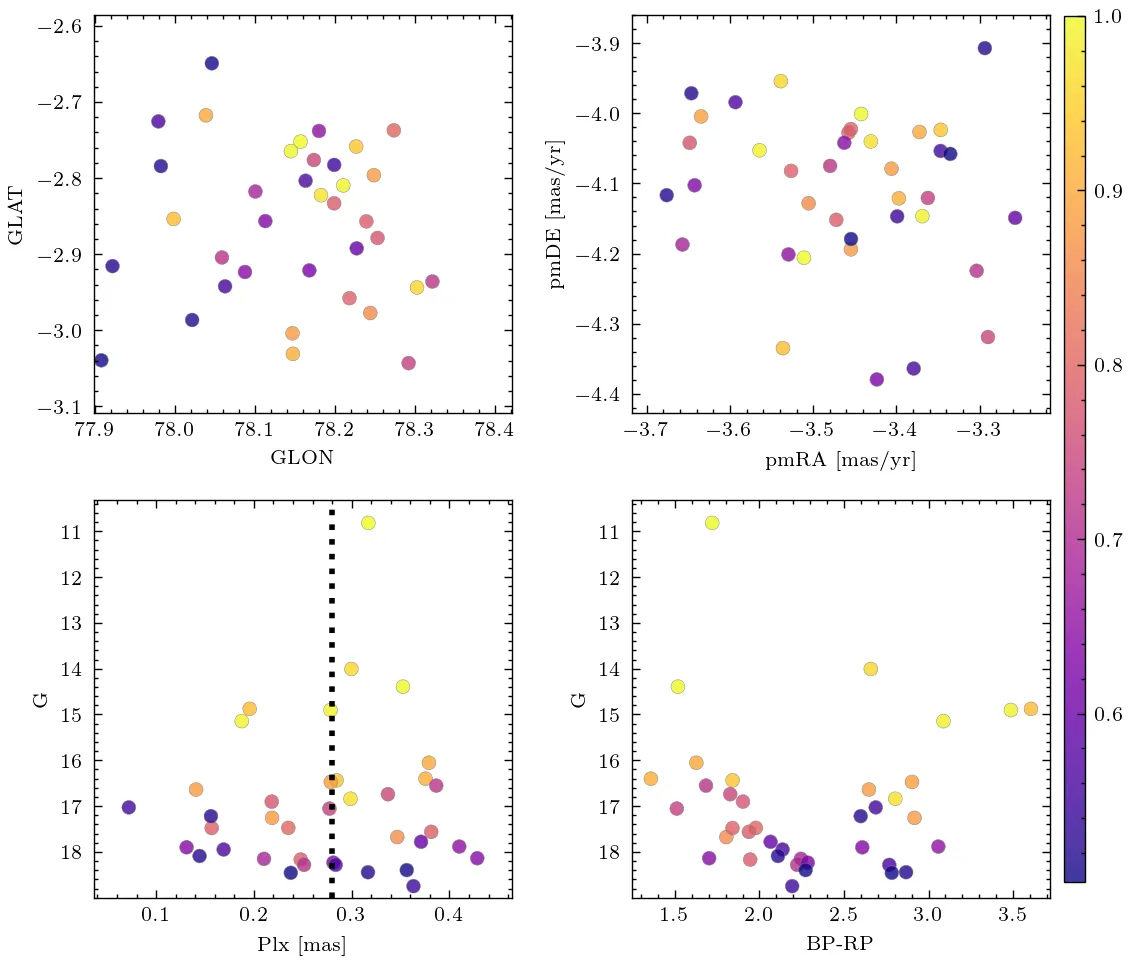 −2.6
−2.7
−2.8
−2.9
−3.0
−3.1
GLAT
77.9 78.0 78.1 78.2 78.3 78.4
GLON
−3.9
−4.0
−4.1
−4.2
−4.3
−4.4
pmDE [mas/yr]
−3.7 −3.6 −3.5 −3.4 −3.3
pmRA [mas/yr]
1.0
0.9
0.8
0.7
0.6
11
12
13
14
15
16
17
18
G
0.1 0.2 0.3 0.4
Plx [mas]
11
12
13
14
15
16
17
18
G
1.5 2.0 2.5 3.0 3.5
BP-RP